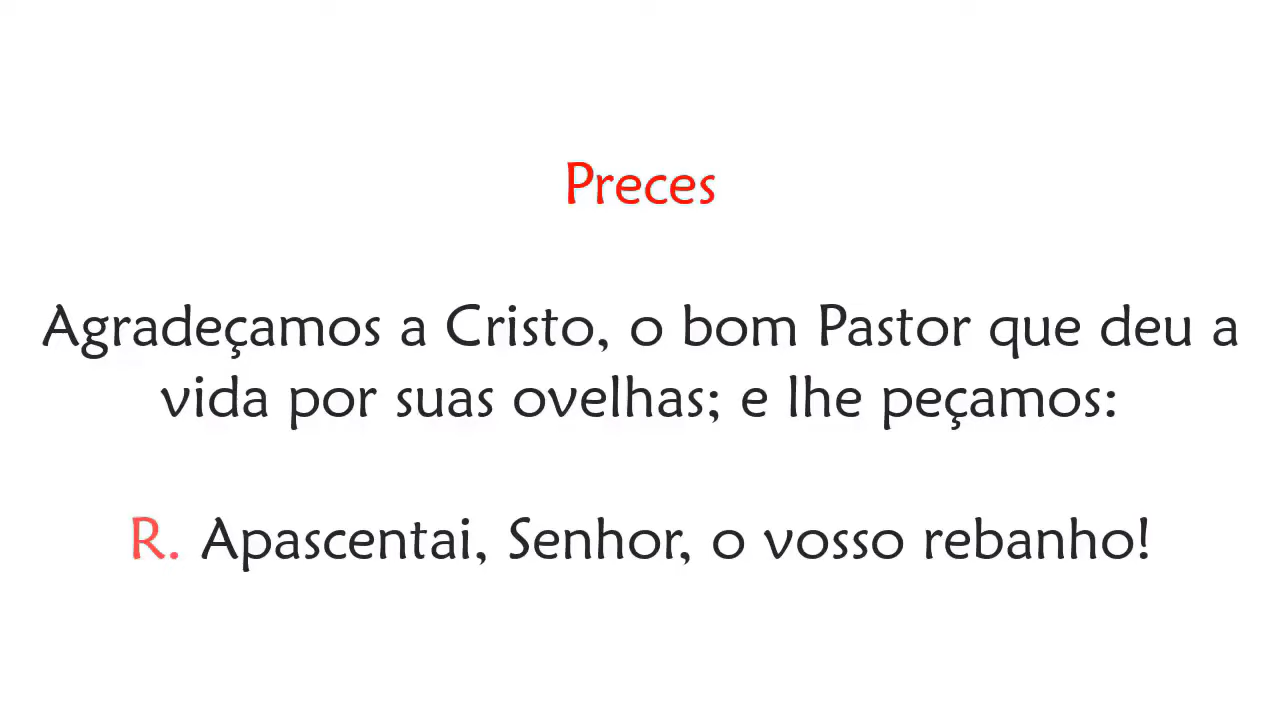 Preces
Agradeçamos a Cristo, o bom Pastor que deu a
vida por suas ovelhas; e lhe peçamos:
R. Apascentai, Senhor, o vosso rebanho!